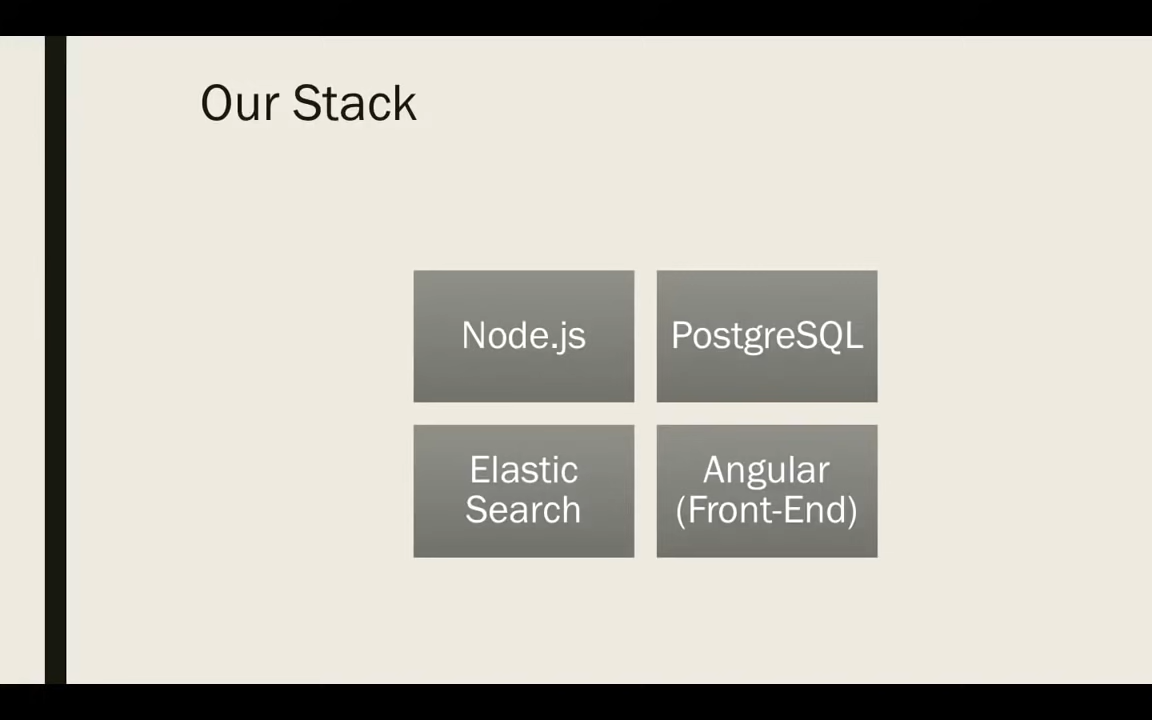 Our Stack
Node.js
PostgreSQL
Elastic
Search
Angular
(Front-End)